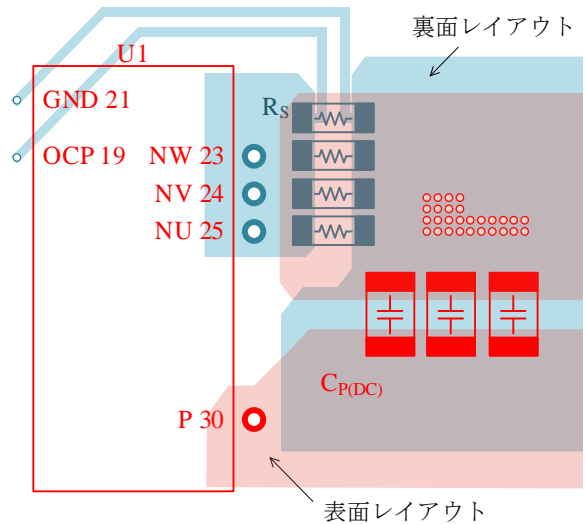 裏面レイアウト
U1
GND 21
RS
OCP 19
NW 23
NV 24
NU 25
CP(DC)
P 30
表面レイアウト